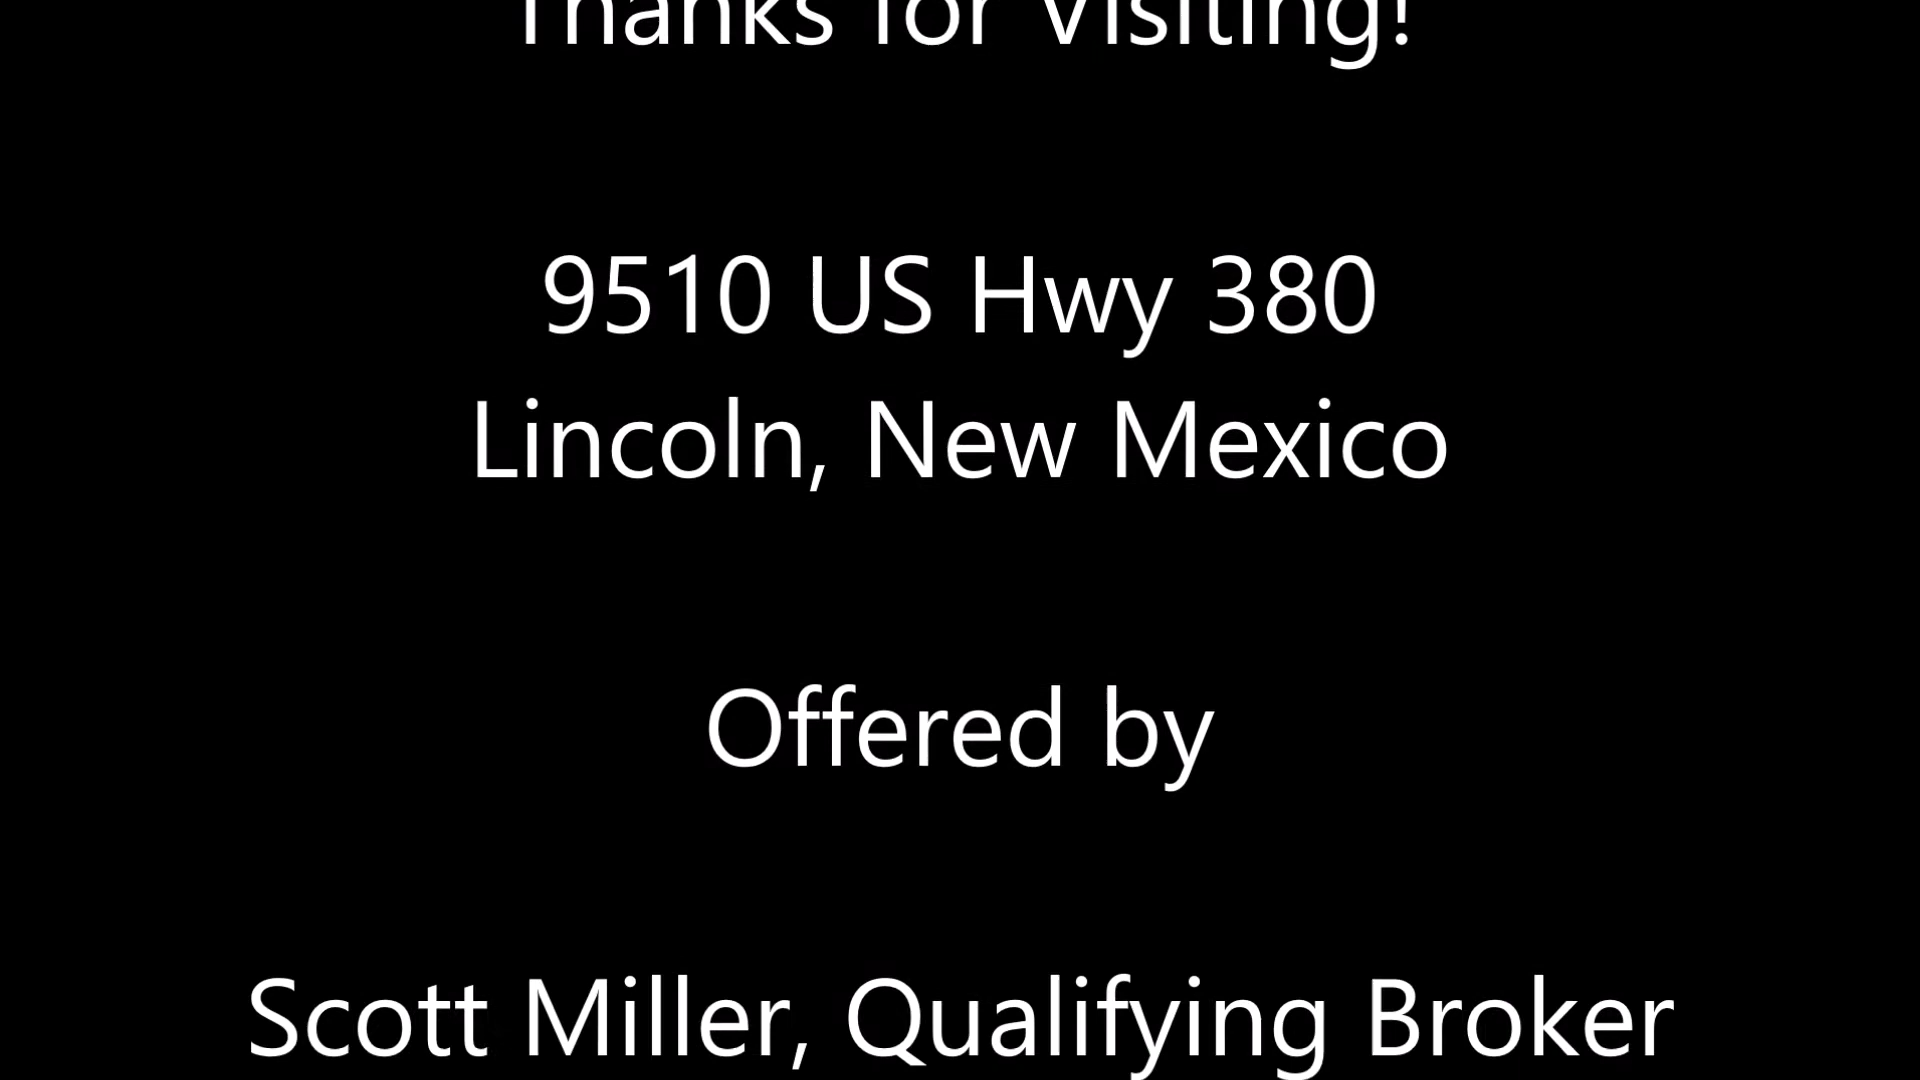 Thanks for Visiting!
9510 US Hwy 380
Lincoln, New Mexico
Offered by
Scott Miller, Qualifying Broker